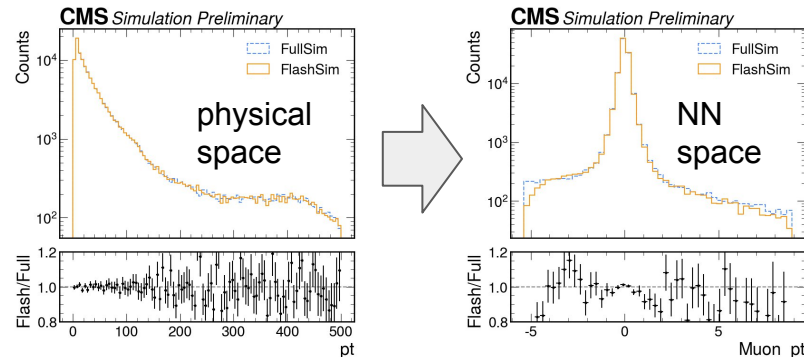 CMS Simulation Preliminary
Counts
10⁴
10³
10²
FullSim
FlashSim
physical
space
Flash/Full
1.2
1.0
0.8
0 100 200 300 400 500
pt
CMS Simulation Preliminary
Counts
10⁴
10³
10²
FullSim
FlashSim
NN
space
Flash/Full
1.2
1.0
0.8
-5 0 5
Muon pt